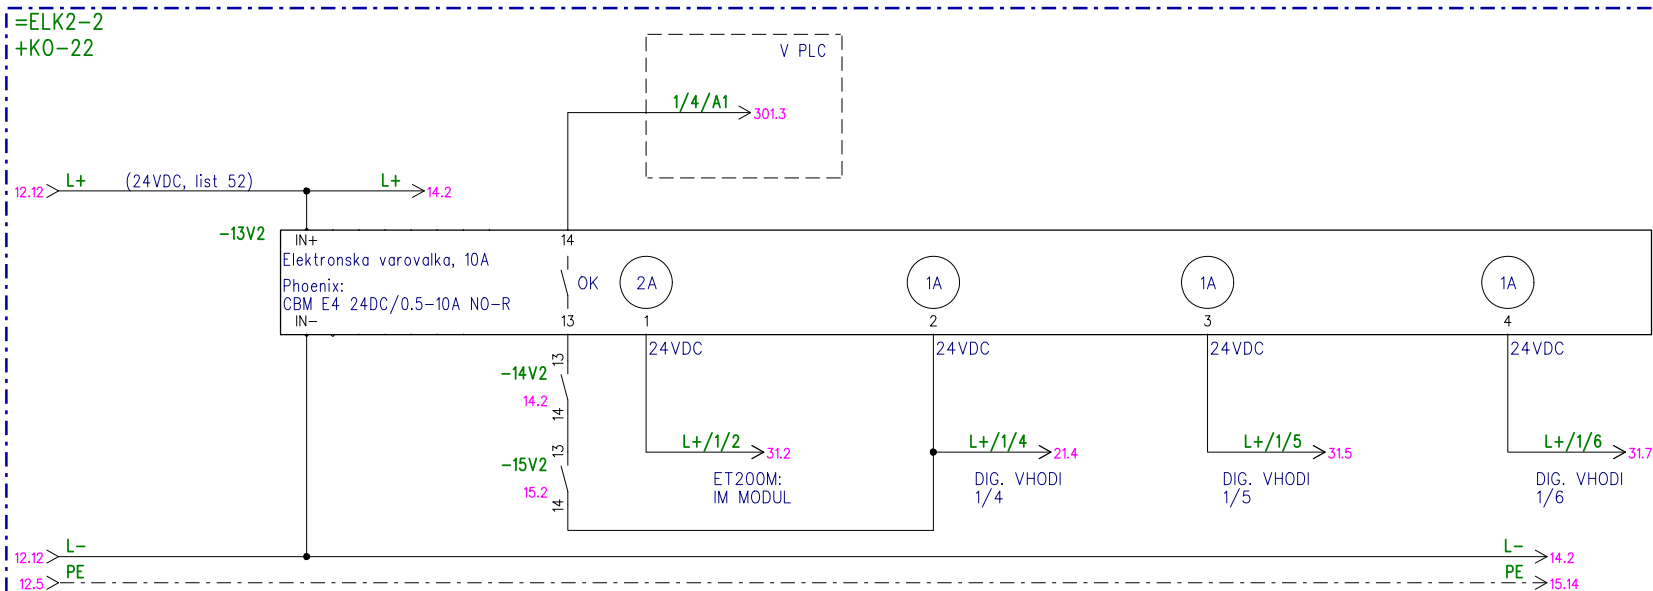 =ELK2-2
+KO-22
V PLC
1/4/A1
301.3
12.12
L+
(24VDC, list 52)
L+
14.2
-13V2
IN+
14
Elektronska varovalka, 10A
Phoenix:
CBM E4 24DC/0.5-10A NO-R
IN-
OK
2A
1A
1A
1A
13
1
2
3
4
24VDC
24VDC
24VDC
24VDC
13
-14V2
14.2
14
13
-15V2
15.2
14
L+/1/2
31.2
ET200M:
IM MODUL
L+/1/4
21.4
DIG. VHODI
1/4
L+/1/5
31.5
DIG. VHODI
1/5
L+/1/6
31.7
DIG. VHODI
1/6
12.12
L-
L-
14.2
12.5
PE
PE
15.14